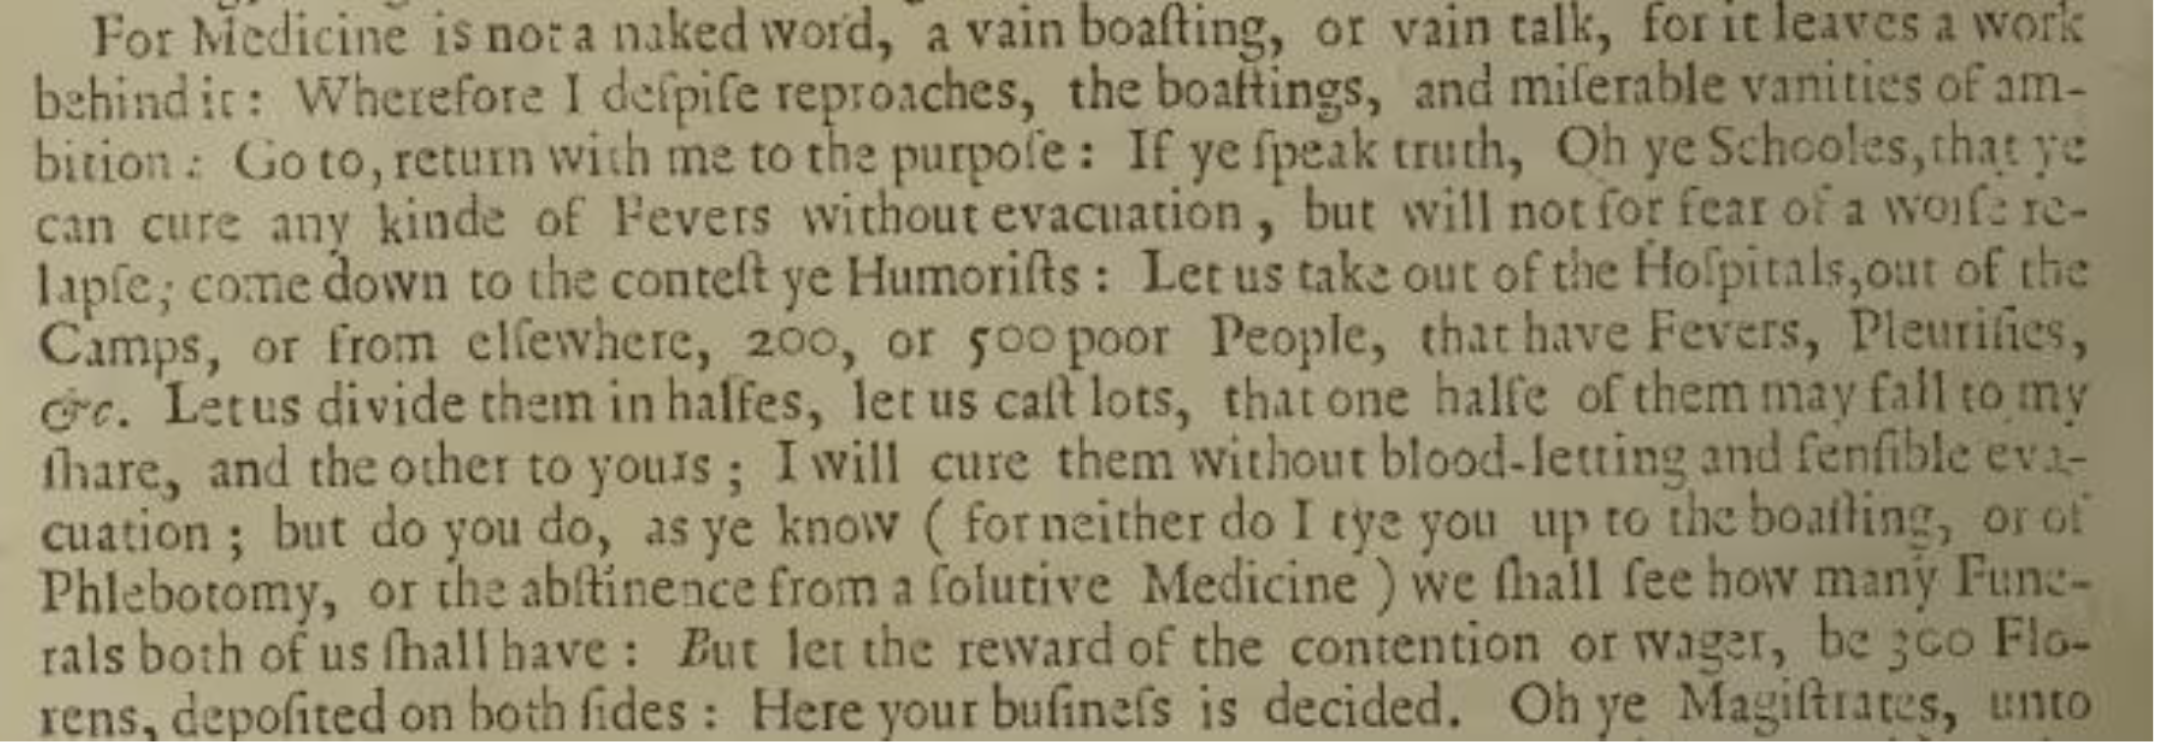 For Medicine is not a naked word, a vain boaſting, or vain talk, for it leaves a work
behind it: Wherefore I deſpiſe reproaches, the boaſtings, and miſerable vanities of am-
bition: Go to, return with me to the purpoſe: If ye ſpeak truth, Oh ye Schooles, that ye
can cure any kinde of Fevers without evacuation, but will not for fear of a worſe re-
lapſe; come down to the conteſt ye Humoriſts: Let us take out of the Hoſpitals, out of the
Camps, or from elſewhere, 200, or 500 poor People, that have Fevers, Pleuriſies,
&c. Let us divide them in halfes, let us caſt lots, that one halfe of them may fall to my
ſhare, and the other to yours; I will cure them without blood-letting and ſenſible eva-
cuation; but do you do, as ye know (for neither do I tye you up to the boaſting, or of
Phlebotomy, or the abſtinence from a ſolutive Medicine) we ſhall ſee how many Fune-
rals both of us ſhall have: But let the reward of the contention or wager, be 300 Flo-
rens, depoſited on both ſides: Here your buſineſs is decided. Oh ye Magiſtrates, unto